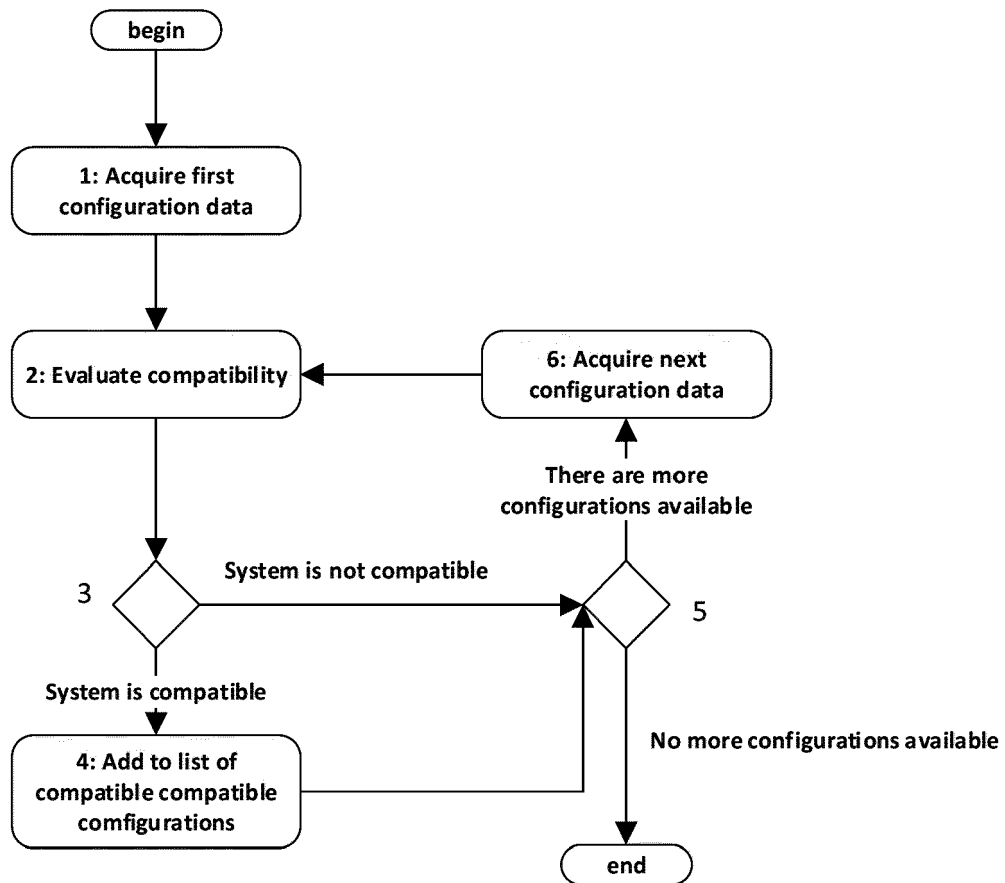 begin
1: Acquire first
configuration data
2: Evaluate compatibility
6: Acquire next
configuration data
There are more
configurations available
3
System is not compatible
5
System is compatible
No more configurations available
4: Add to list of
compatible compatible
comfigurations
end